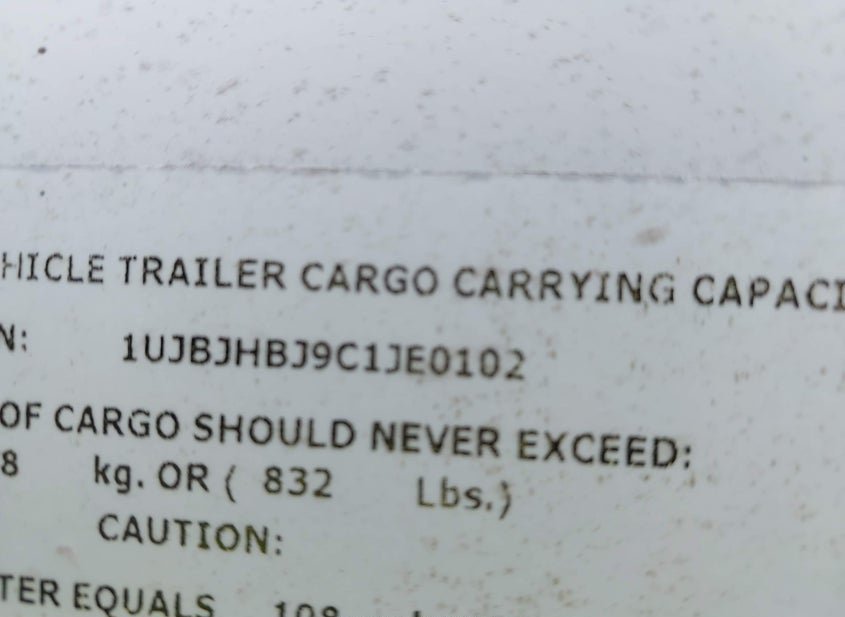 HICLE TRAILER CARGO CARRYING CAPACI
N: 1UJBJHBJ9C1JE0102
OF CARGO SHOULD NEVER EXCEED:
8 kg. OR ( 832 Lbs.)
CAUTION:
TER EQUALS 108